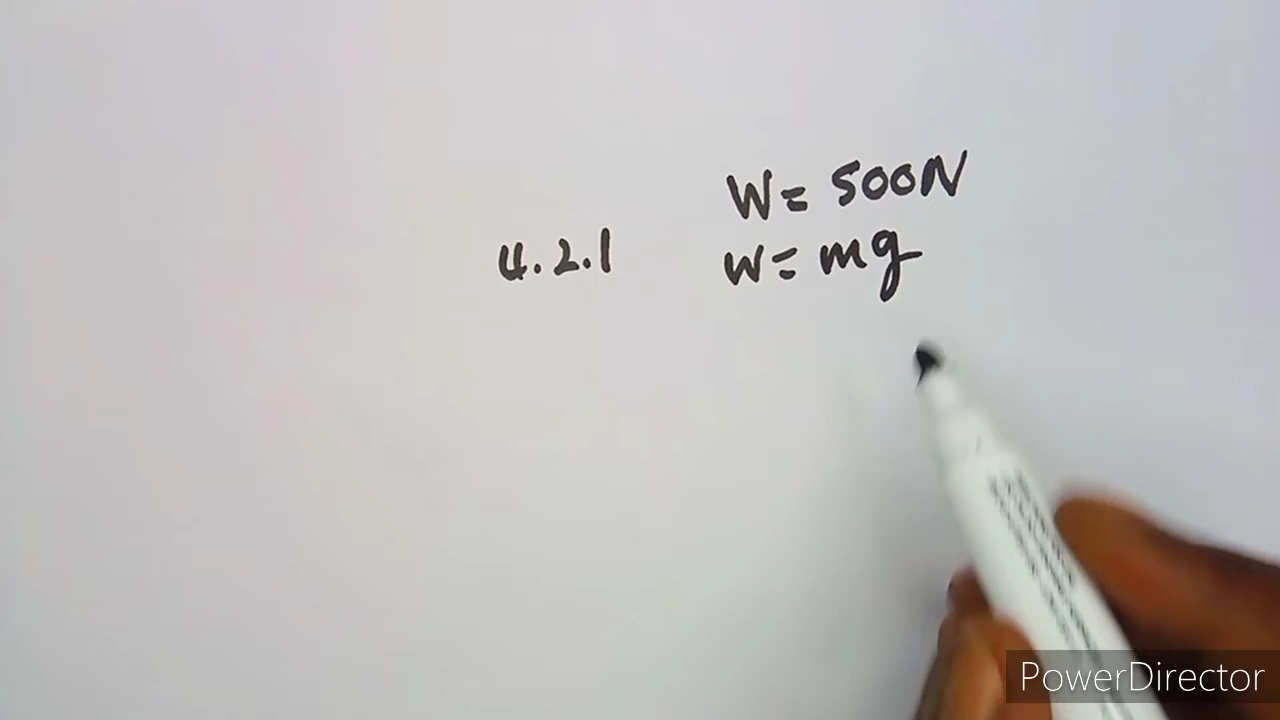 W = 500N
4.2.1 W = mg
PowerDirector